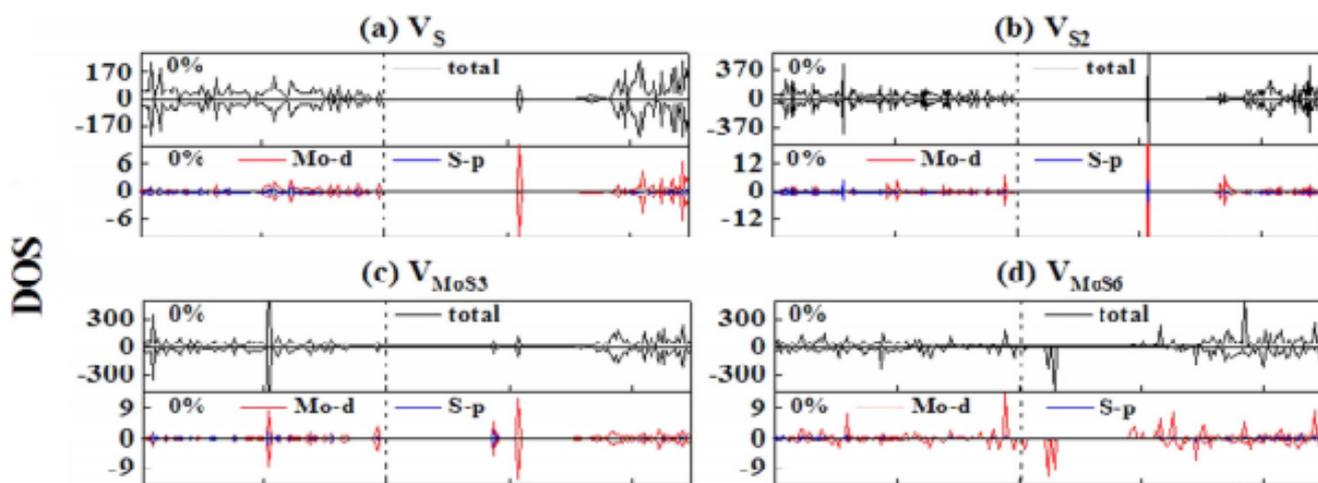 DOS
(a) V_S
170
0
-170
0%
total
6
0
-6
0%
Mo-d
S-p
(b) V_S2
370
0
-370
0%
total
12
0
-12
0%
Mo-d
S-p
(c) V_MoS3
300
0
-300
0%
total
9
0
-9
0%
Mo-d
S-p
(d) V_MoS6
300
0
-300
0%
total
9
0
-9
0%
Mo-d
S-p